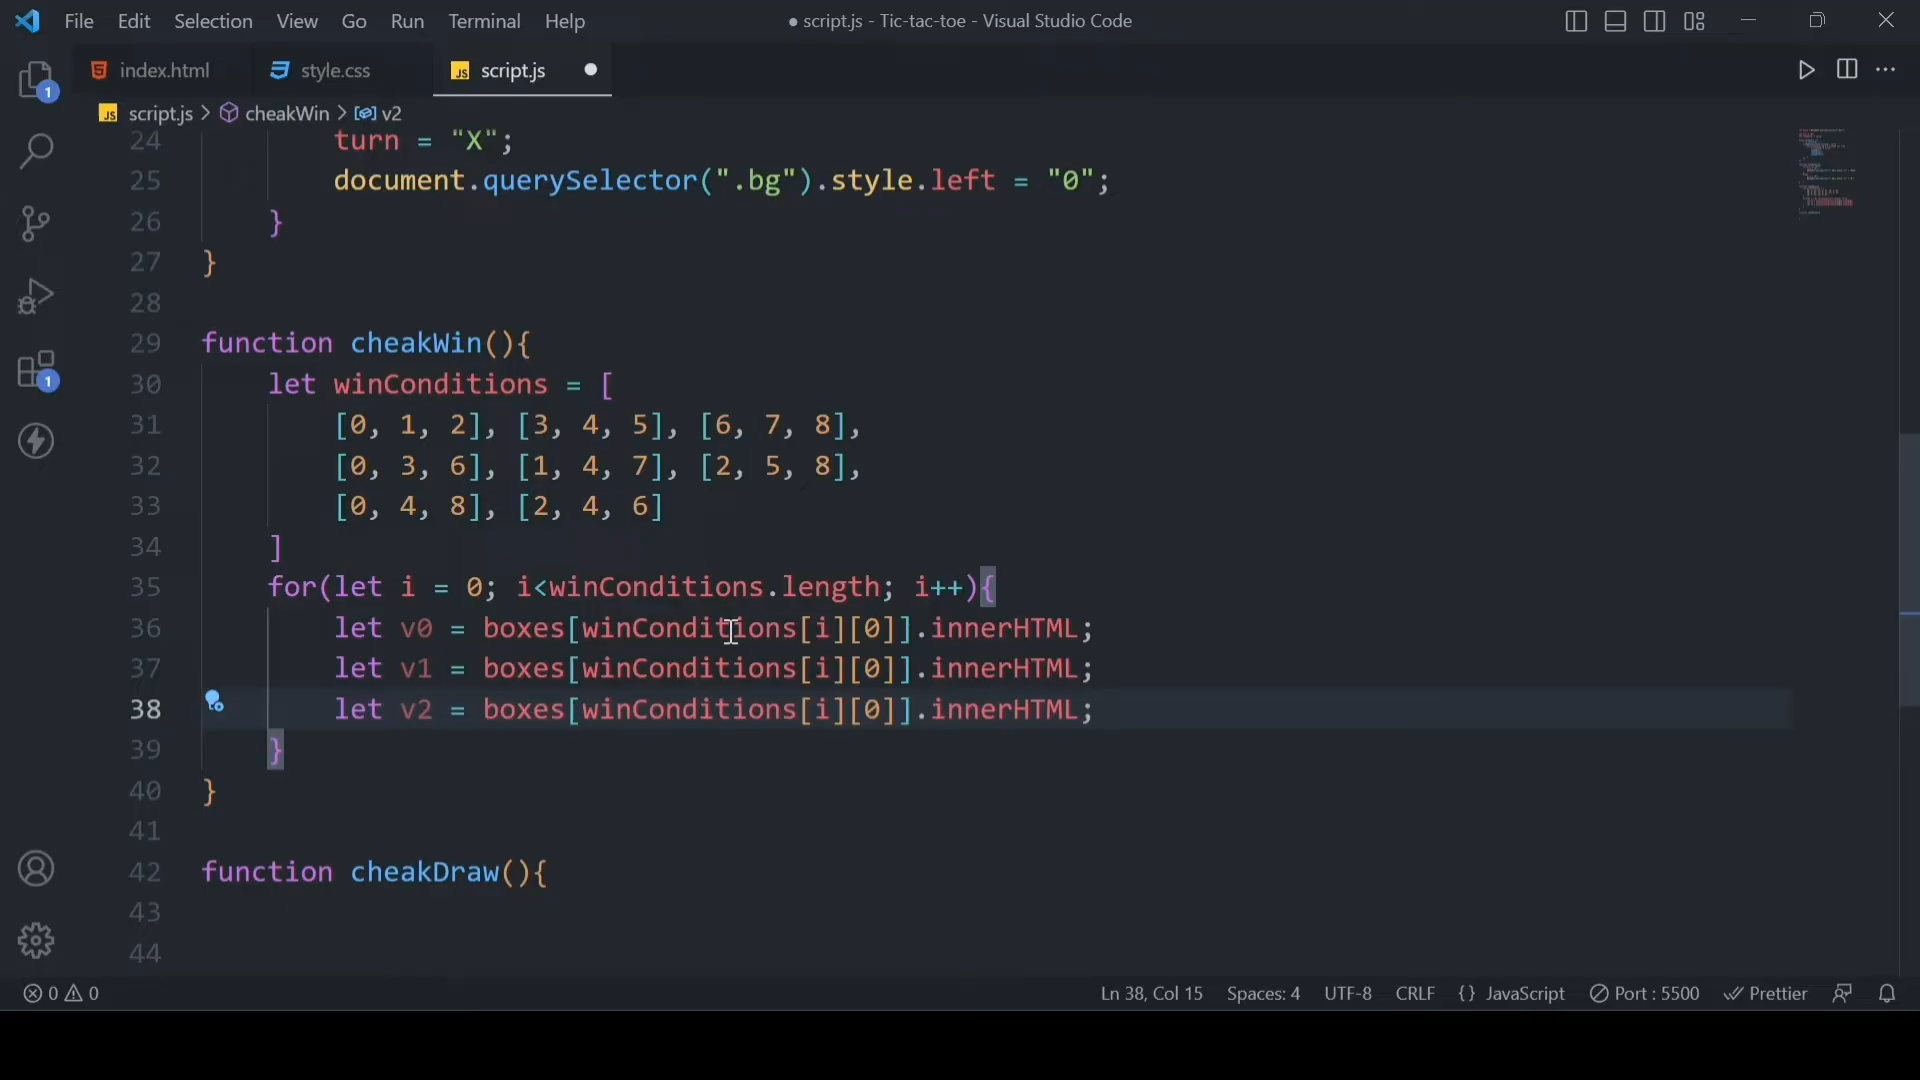 File Edit Selection View Go Run Terminal Help ● script.js - Tic-tac-toe - Visual Studio Code
index.html style.css JS script.js
1
JS script.js > cheakWin > v2
24 turn = "X";
25 document.querySelector(".bg").style.left = "0";
26 }
27 }
28
29 function cheakWin(){
30 let winConditions = [
31 [0, 1, 2], [3, 4, 5], [6, 7, 8],
32 [0, 3, 6], [1, 4, 7], [2, 5, 8],
1
33 [0, 4, 8], [2, 4, 6]
34 ]
35 for(let i = 0; i<winConditions.length; i++){
36 let v0 = boxes[winConditions[i][0]].innerHTML;
37 let v1 = boxes[winConditions[i][0]].innerHTML;
38 let v2 = boxes[winConditions[i][0]].innerHTML;
39 }
40 }
41
42 function cheakDraw(){
43
44
0 0 Ln 38, Col 15 Spaces: 4 UTF-8 CRLF {} JavaScript Port : 5500 Prettier